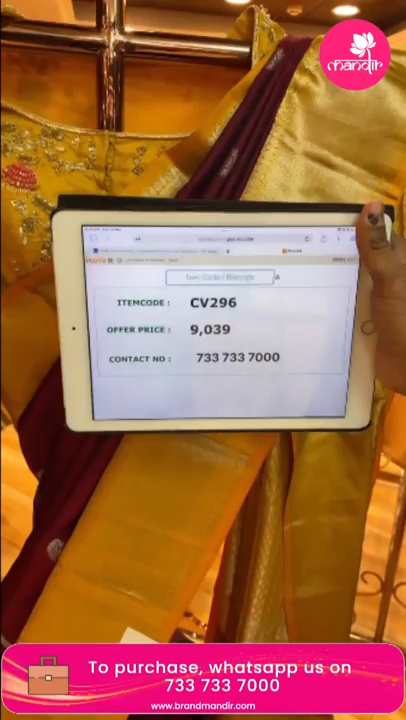 mandir
ITEMCODE : CV296
OFFER PRICE : 9,039
CONTACT NO : 733 733 7000
To purchase, whatsapp us on
733 733 7000
www.brandmandir.com